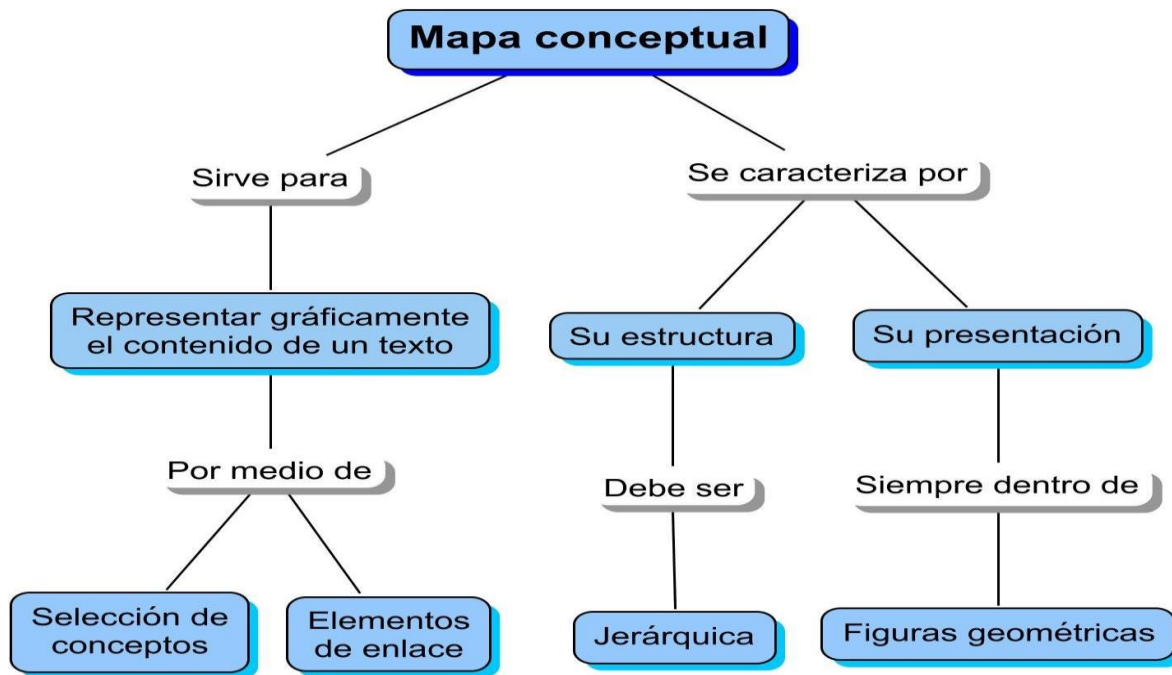 Mapa conceptual
Sirve para
Se caracteriza por
Representar gráficamente
el contenido de un texto
Su estructura
Su presentación
Por medio de
Debe ser
Siempre dentro de
Selección de
conceptos
Elementos
de enlace
Jerárquica
Figuras geométricas